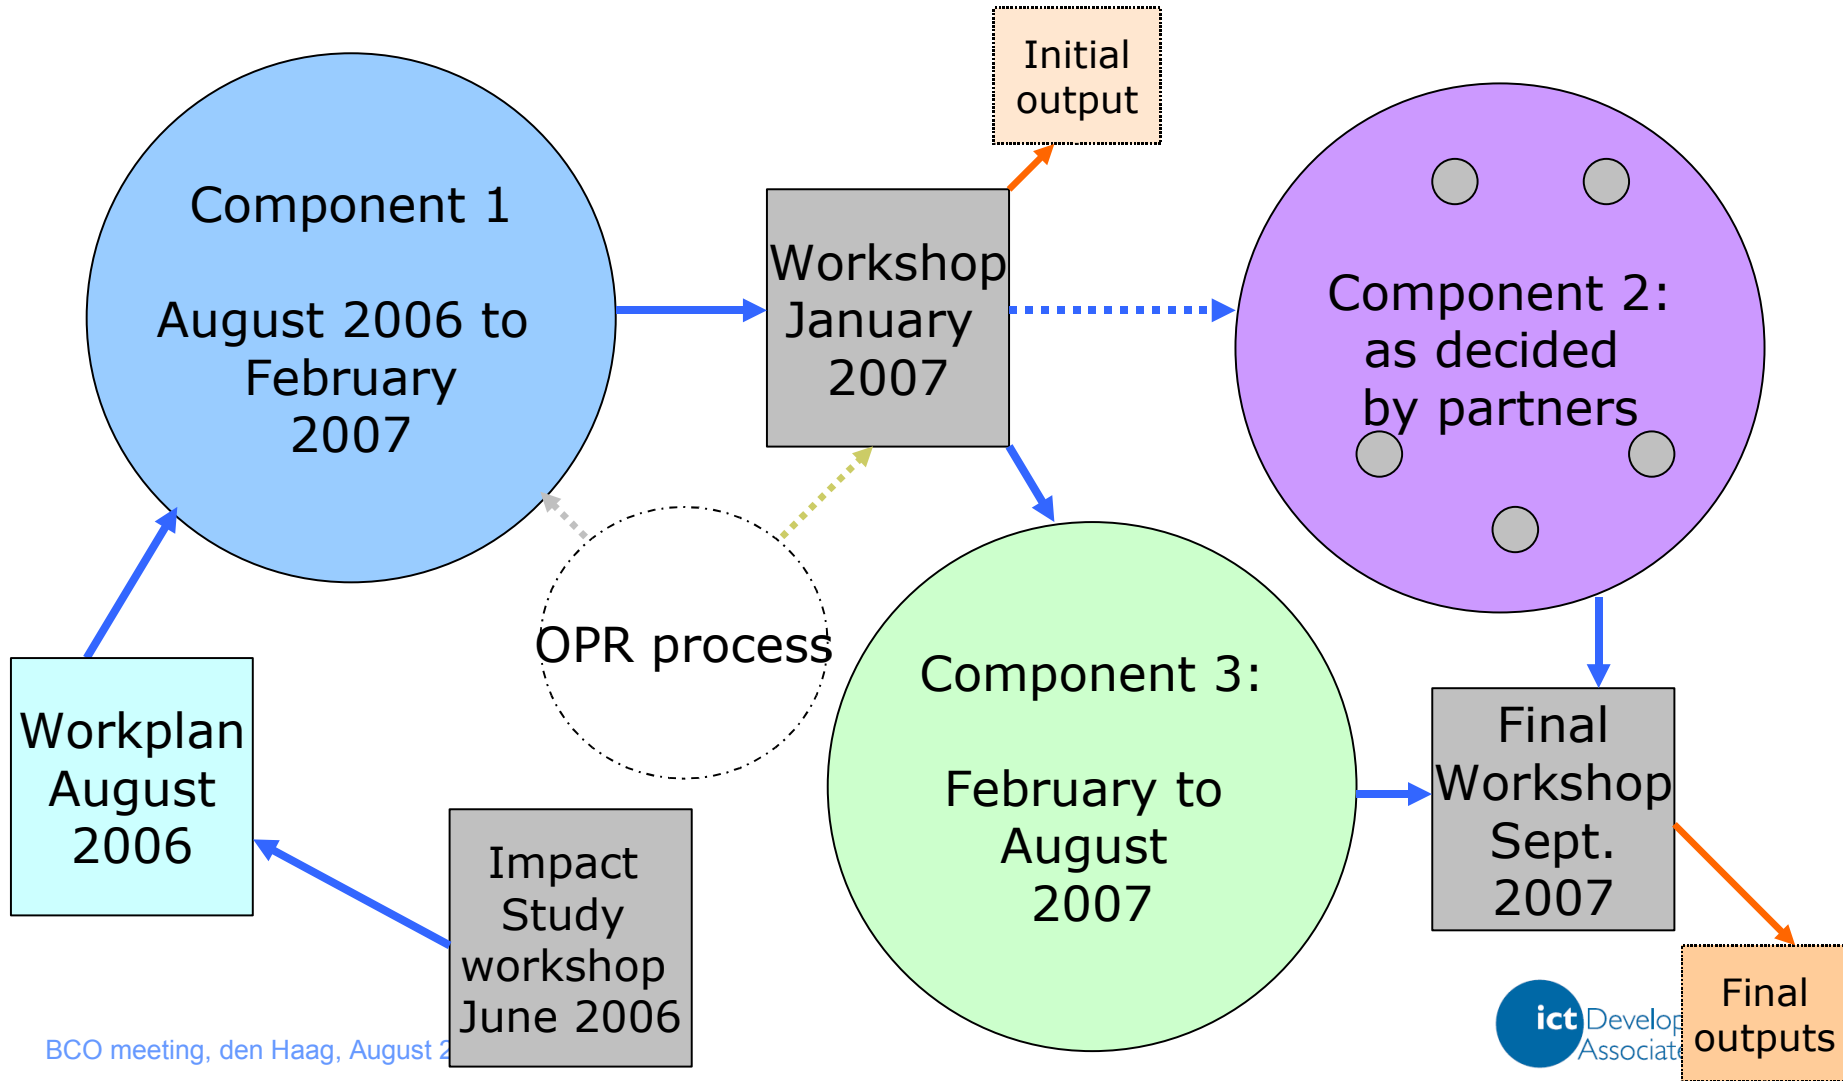 Initial
output
Component 1
August 2006 to
February
2007
Workshop
January
2007
Component 2:
as decided
by partners
OPR process
Component 3:
February to
August
2007
Workplan
August
2006
Impact
Study
workshop
June 2006
Final
Workshop
Sept.
2007
Final
outputs
BCO meeting, den Haag, August
ict